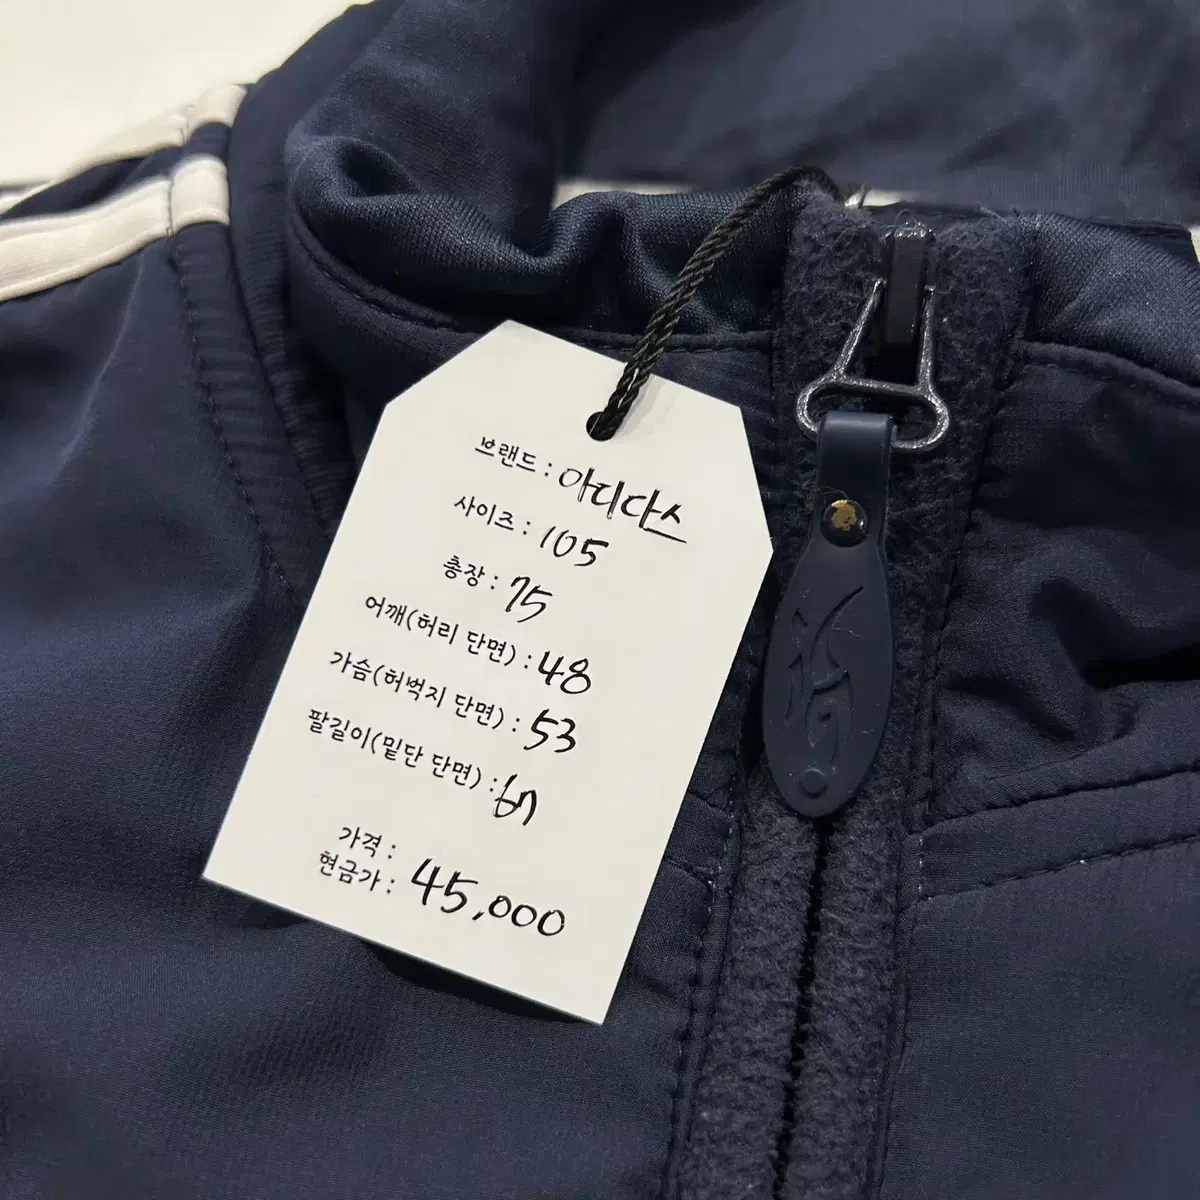 브랜드 : 아디다스
사이즈 : 105
총장 : 75
어깨(허리 단면) : 48
가슴(허벅지 단면) : 53
팔길이(밑단 단면) : 67
가격 :
현금가 : 45,000